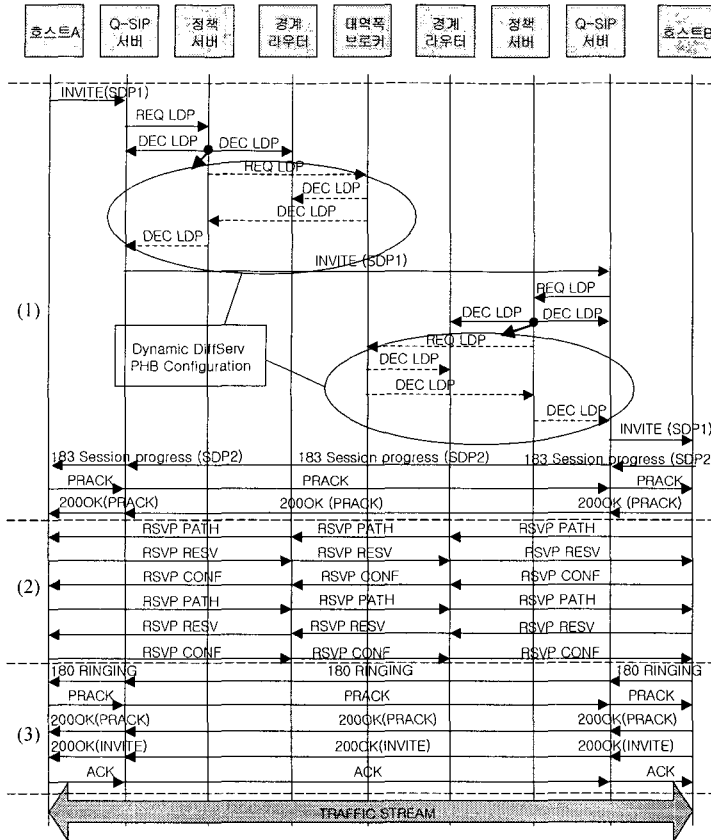 호스트A
Q-SIP 서버
정책 서버
경계 라우터
대역폭 브로커
경계 라우터
정책 서버
Q-SIP 서버
호스트B
INVITE(SDP1)
REQ LDP
DEC LDP DEC LDP
REQ LDP
DEC LDP
DEC LDP
DEC LDP
INVITE (SDP1)
(1)
REQ LDP
DEC LDP DEC LDP
Dynamic DiffServ
PHB Configuration
REQ LDP
DEC LDP
DEC LDP
DEC LDP
INVITE (SDP1)
183 Session progress (SDP2) 183 Session progress (SDP2) 183 Session progress (SDP2
PRACK PRACK PRACK
200OK(PRACK) 200OK (PRACK) 200OK (PRACK)
RSVP PATH RSVP PATH RSVP PATH
RSVP RESV RSVP RESV RSVP RESV
(2)
RSVP CONF RSVP CONF RSVP CONF
RSVP PATH RSVP PATH RSVP PATH
RSVP RESV RSVP RESV RSVP RESV
RSVP CONF RSVP CONF RSVP CONF
180 RINGING 180 RINGING 180 RINGING
PRACK PRACK PRACK
(3)
200OK(PRACK) 200OK(PRACK) 200OK(PRACK)
200OK(INVITE) 200OK(INVITE) 200OK(INVITE)
ACK ACK ACK
TRAFFIC STREAM